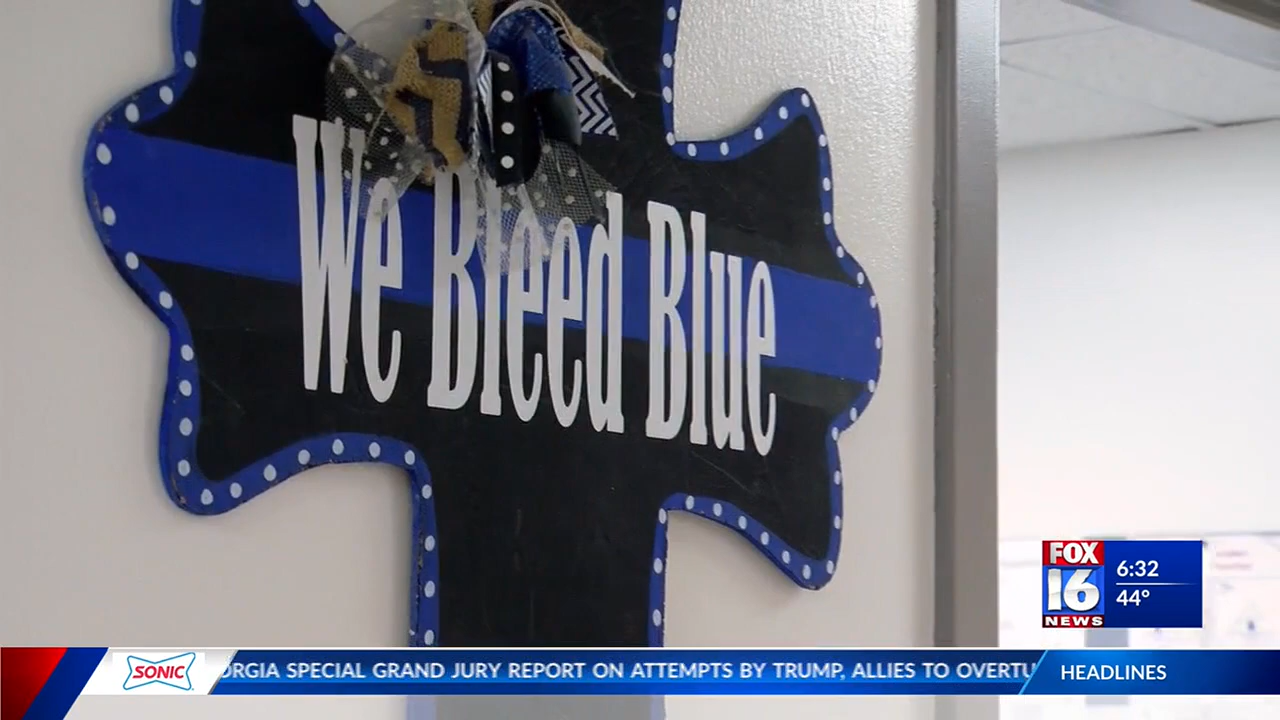 We Bleed Blue
FOX
16
NEWS
6:32
44°
SONIC
ORGIA SPECIAL GRAND JURY REPORT ON ATTEMPTS BY TRUMP, ALLIES TO OVERTU
HEADLINES